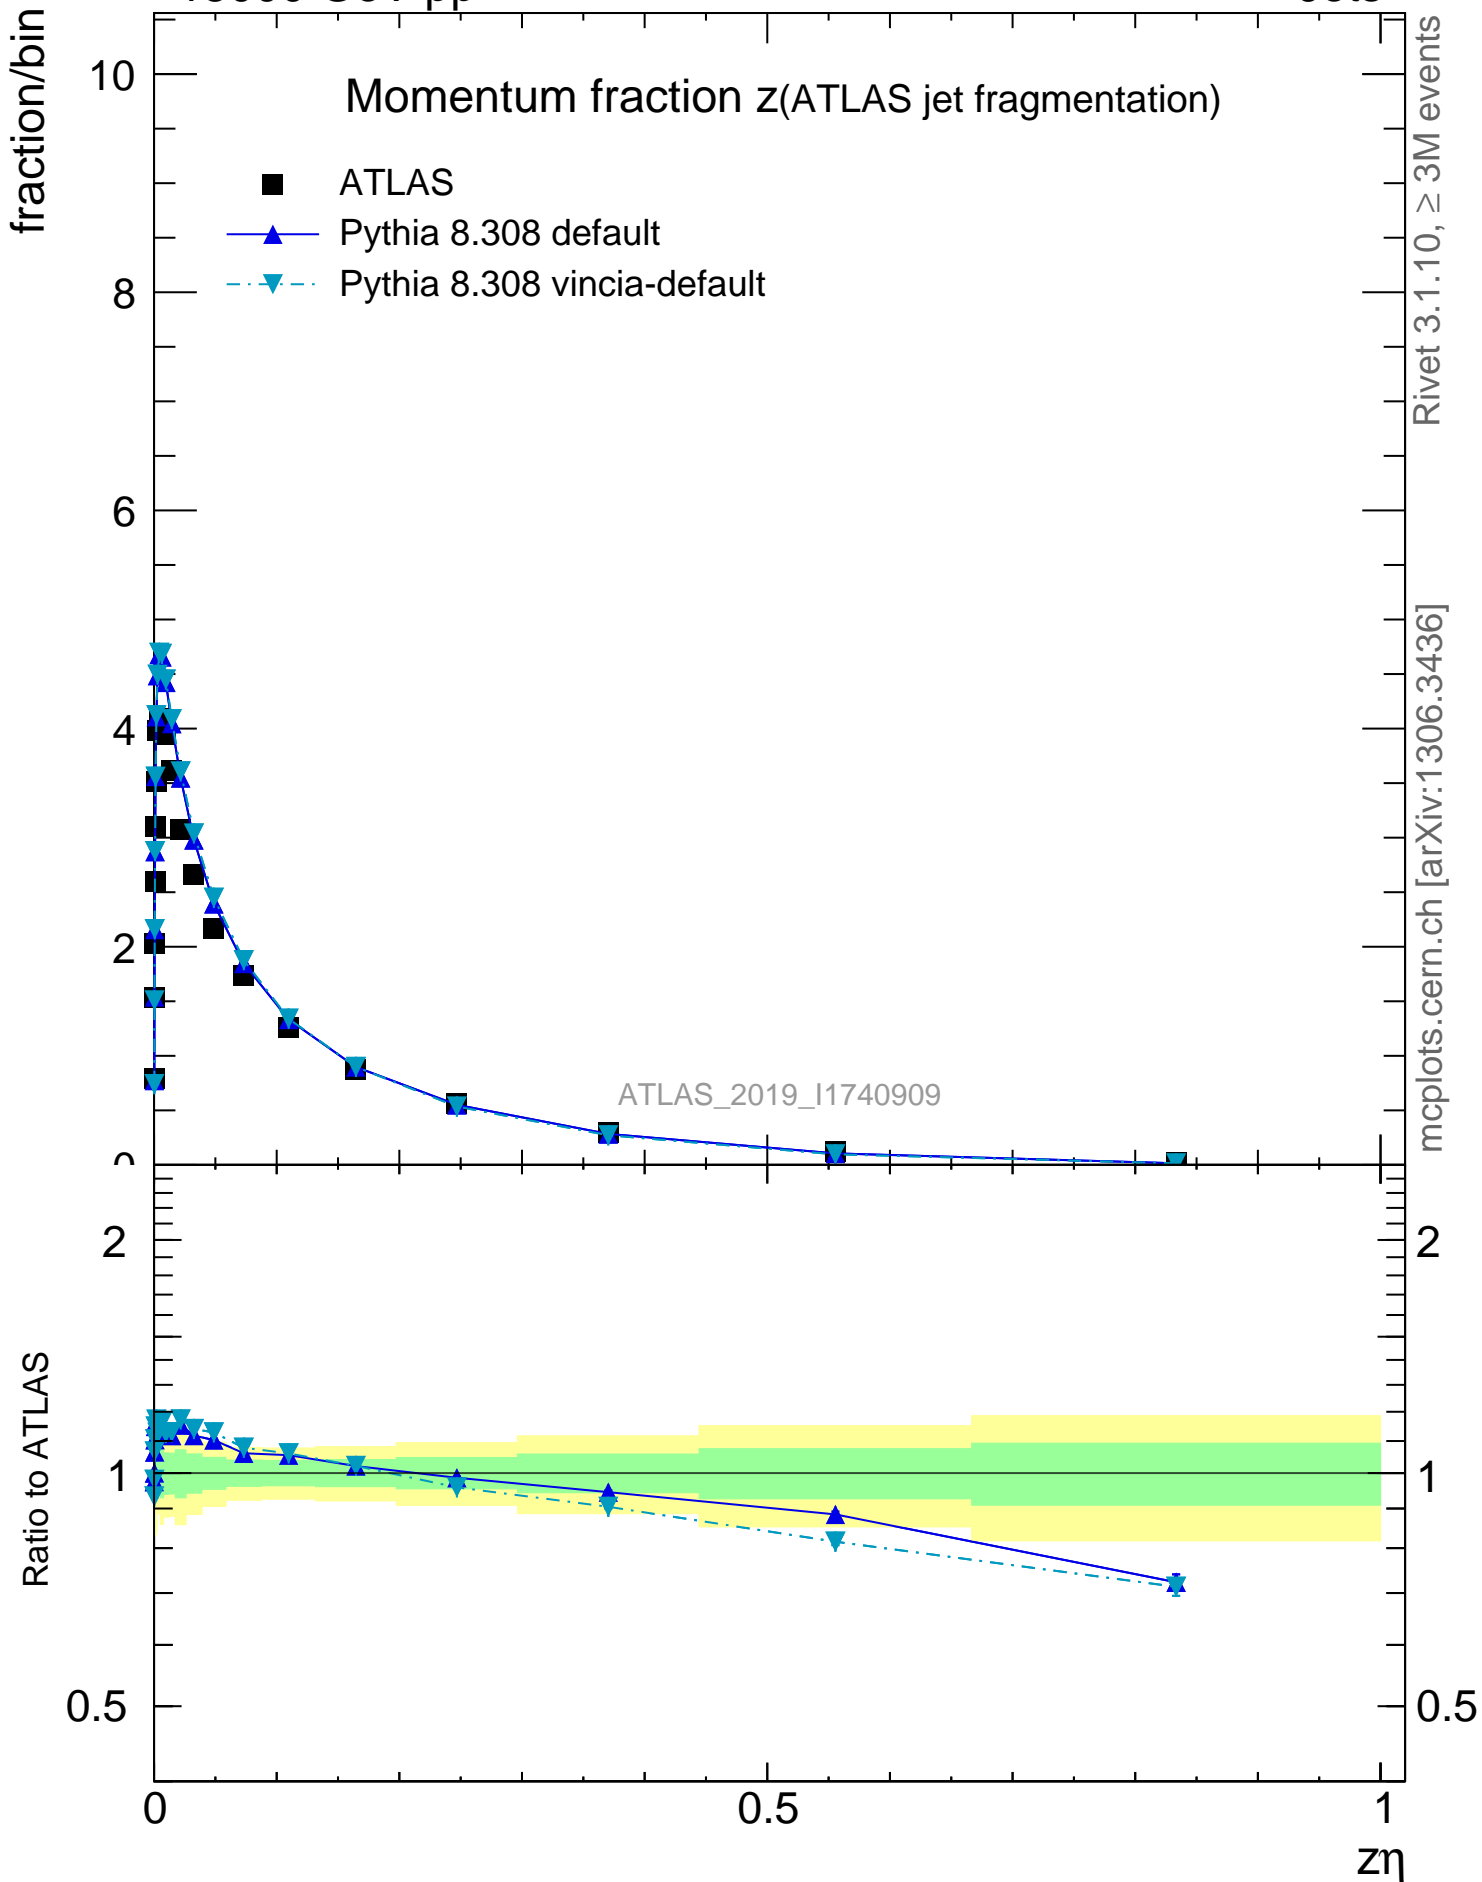 fraction/bin
Momentum fraction z(ATLAS jet fragmentation)
ATLAS
Pythia 8.308 default
Pythia 8.308 vincia-default
10
8
6
4
2
0
ATLAS_2019_I1740909
Rivet 3.1.10, ≥ 3M events
mcplots.cern.ch [arXiv:1306.3436]
Ratio to ATLAS
2
1
0.5
2
1
0.5
0
0.5
1
zη